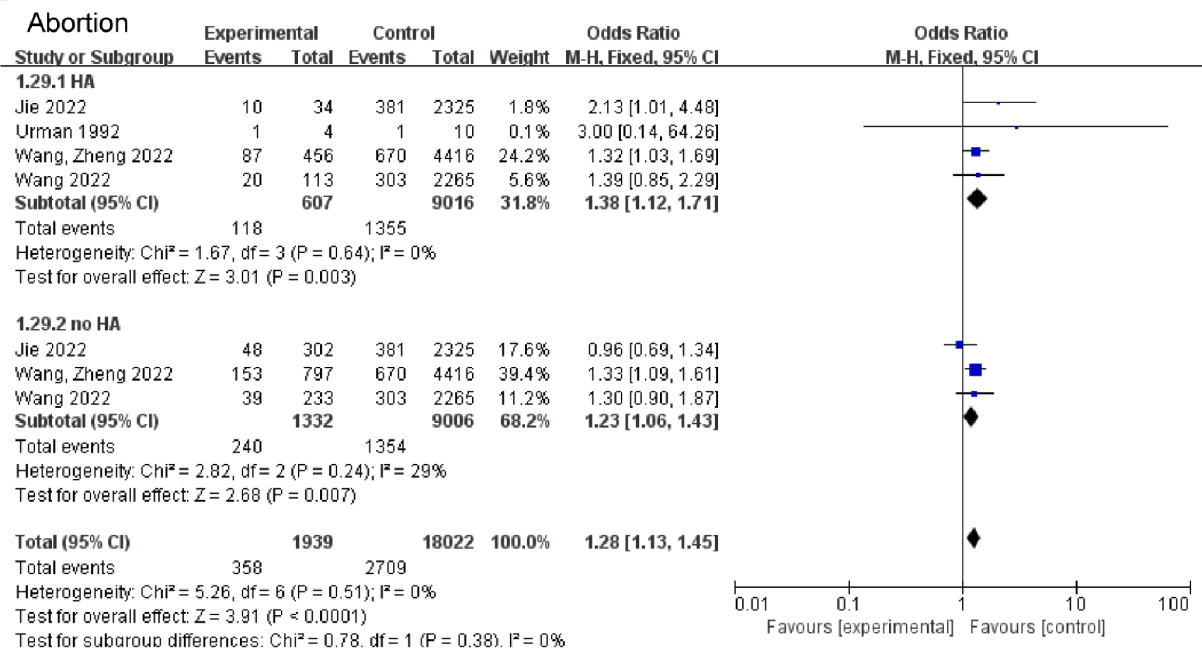 Abortion
Experimental Control Odds Ratio Odds Ratio
Study or Subgroup Events Total Events Total Weight M-H, Fixed, 95% CI M-H, Fixed, 95% CI
1.29.1 HA
Jie 2022 10 34 381 2325 1.8% 2.13 [1.01, 4.48]
Urman 1992 1 4 1 10 0.1% 3.00 [0.14, 64.26]
Wang, Zheng 2022 87 456 670 4416 24.2% 1.32 [1.03, 1.69]
Wang 2022 20 113 303 2265 5.6% 1.39 [0.85, 2.29]
Subtotal (95% CI) 607 9016 31.8% 1.38 [1.12, 1.71]
Total events 118 1355
Heterogeneity: Chi² = 1.67, df = 3 (P = 0.64); I² = 0%
Test for overall effect: Z = 3.01 (P = 0.003)
1.29.2 no HA
Jie 2022 48 302 381 2325 17.6% 0.96 [0.69, 1.34]
Wang, Zheng 2022 153 797 670 4416 39.4% 1.33 [1.09, 1.61]
Wang 2022 39 233 303 2265 11.2% 1.30 [0.90, 1.87]
Subtotal (95% CI) 1332 9006 68.2% 1.23 [1.06, 1.43]
Total events 240 1354
Heterogeneity: Chi² = 2.82, df = 2 (P = 0.24); I² = 29%
Test for overall effect: Z = 2.68 (P = 0.007)
Total (95% CI) 1939 18022 100.0% 1.28 [1.13, 1.45]
Total events 358 2709
Heterogeneity: Chi² = 5.26, df = 6 (P = 0.51); I² = 0%
Test for overall effect: Z = 3.91 (P < 0.0001)
Test for subgroup differences: Chi² = 0.78, df = 1 (P = 0.38), I² = 0%
0.01 0.1 1 10 100
Favours [experimental] Favours [control]